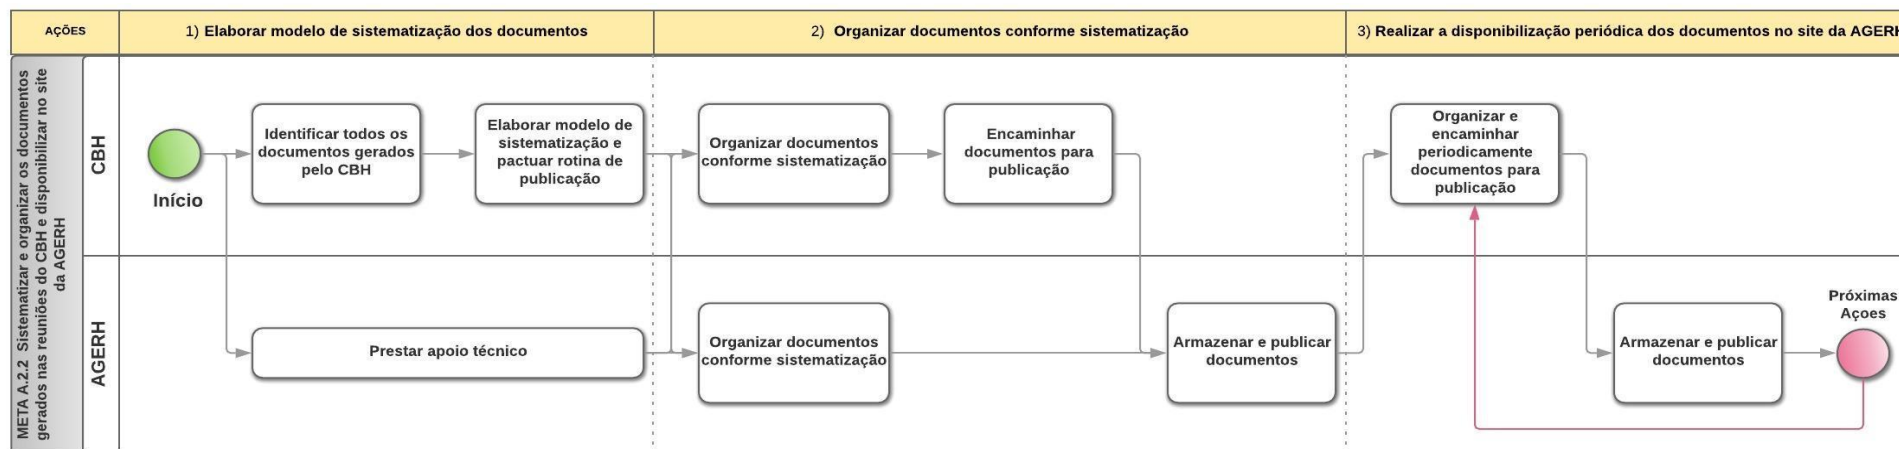 AÇÕES
1) Elaborar modelo de sistematização dos documentos
2) Organizar documentos conforme sistematização
3) Realizar a disponibilização periódica dos documentos no site da AGERH
META A.2.2 Sistematizar e organizar os documentos
gerados nas reuniões do CBH e disponibilizar no site
da AGERH
CBH
Início
Identificar todos os
documentos gerados
pelo CBH
Elaborar modelo de
sistematização e
pactuar rotina de
publicação
Organizar documentos
conforme sistematização
Encaminhar
documentos para
publicação
Organizar e
encaminhar
periodicamente
documentos para
publicação
AGERH
Prestar apoio técnico
Organizar documentos
conforme sistematização
Armazenar e publicar
documentos
Armazenar e publicar
documentos
Próximas
Açoes